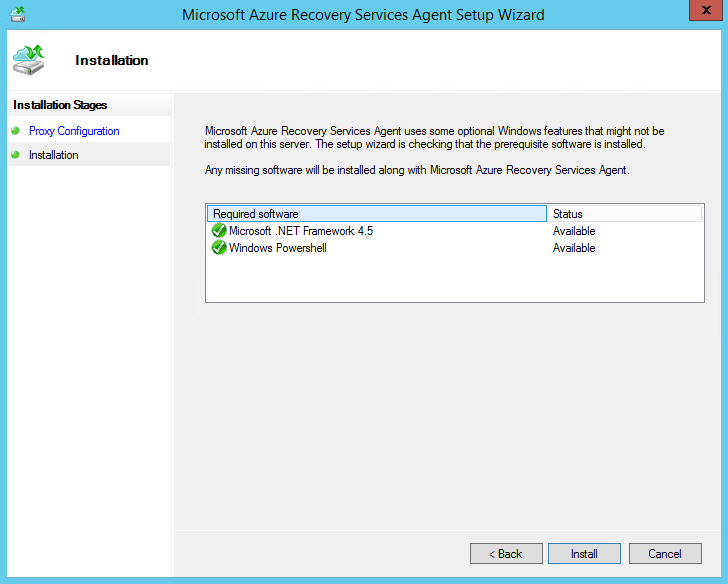 Microsoft Azure Recovery Services Agent Setup Wizard
x
Installation
Installation Stages
Proxy Configuration
Installation
Microsoft Azure Recovery Services Agent uses some optional Windows features that might not be
installed on this server. The setup wizard is checking that the prerequisite software is installed.
Any missing software will be installed along with Microsoft Azure Recovery Services Agent.
Required software Status
Microsoft .NET Framework 4.5 Available
Windows Powershell Available
< Back Install Cancel